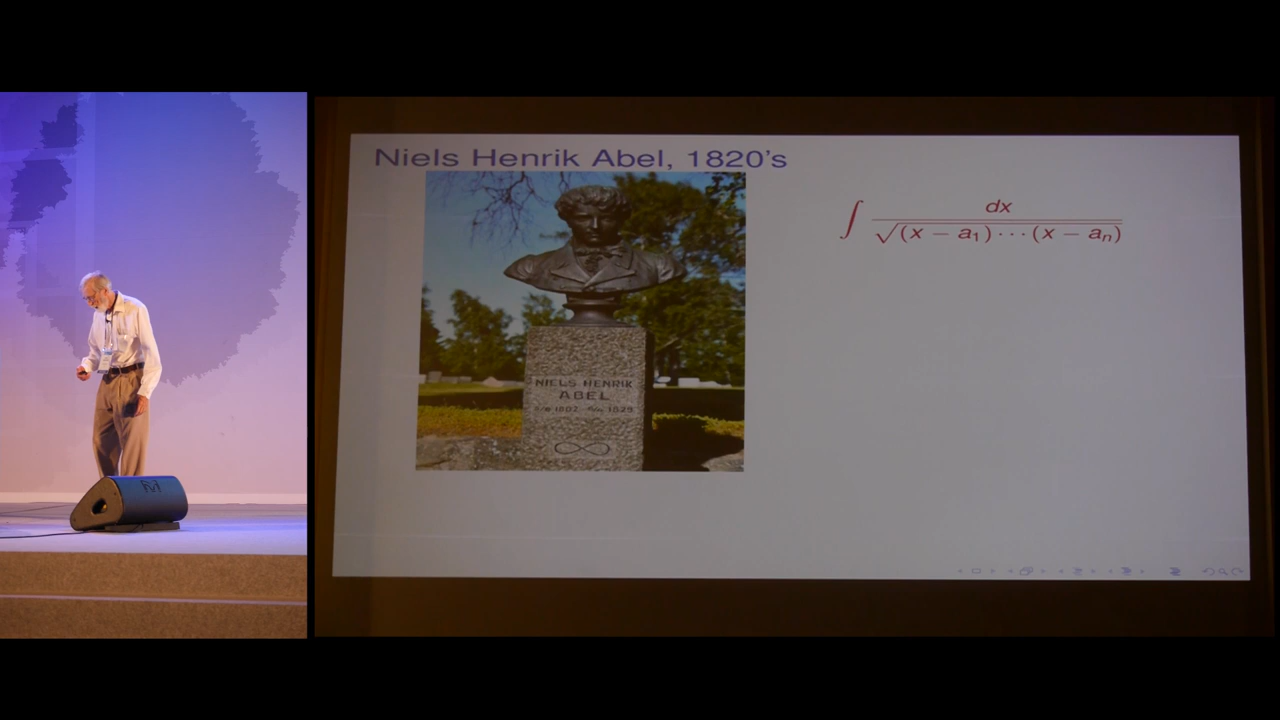 Niels Henrik Abel, 1820's
∫ dx / √(x − a₁) ⋯ (x − aₙ)
NIELS HENRIK
ABEL